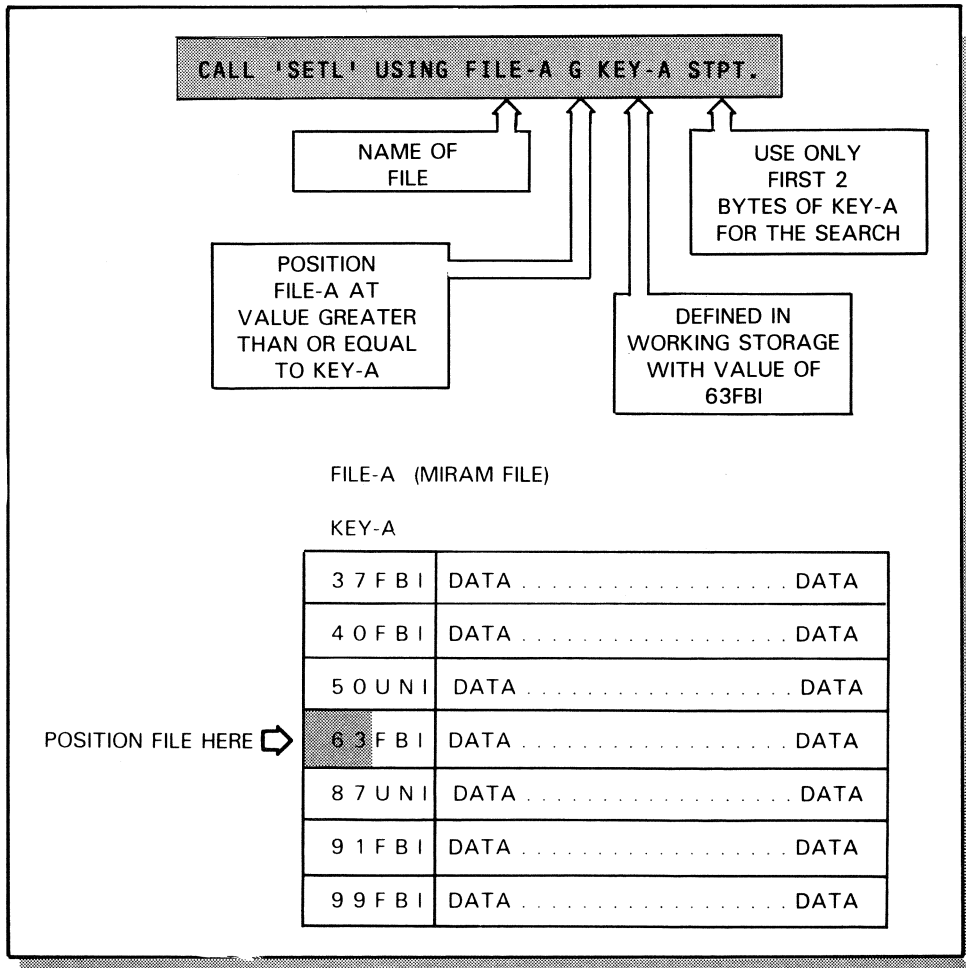 CALL 'SETL' USING FILE-A G KEY-A STPT.
NAME OF
FILE
USE ONLY
FIRST 2
BYTES OF KEY-A
FOR THE SEARCH
POSITION
FILE-A AT
VALUE GREATER
THAN OR EQUAL
TO KEY-A
DEFINED IN
WORKING STORAGE
WITH VALUE OF
63FBI
FILE-A (MIRAM FILE)
KEY-A
37FBI DATA . . . . . . . . . . . . . . . . . . . DATA
40FBI DATA . . . . . . . . . . . . . . . . . . . DATA
50UNI DATA . . . . . . . . . . . . . . . . . . . DATA
POSITION FILE HERE 63FBI DATA . . . . . . . . . . . . . . . . . . . DATA
87UNI DATA . . . . . . . . . . . . . . . . . . . DATA
91FBI DATA . . . . . . . . . . . . . . . . . . . DATA
99FBI DATA . . . . . . . . . . . . . . . . . . . DATA